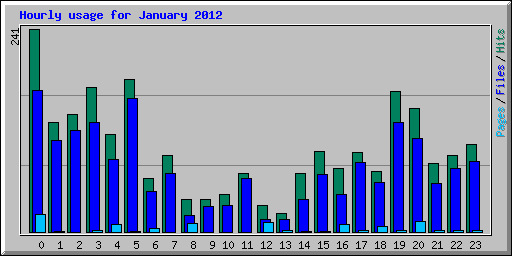 Hourly usage for January 2012
241
Pages/Files/Hits
0 1 2 3 4 5 6 7 8 9 10 11 12 13 14 15 16 17 18 19 20 21 22 23